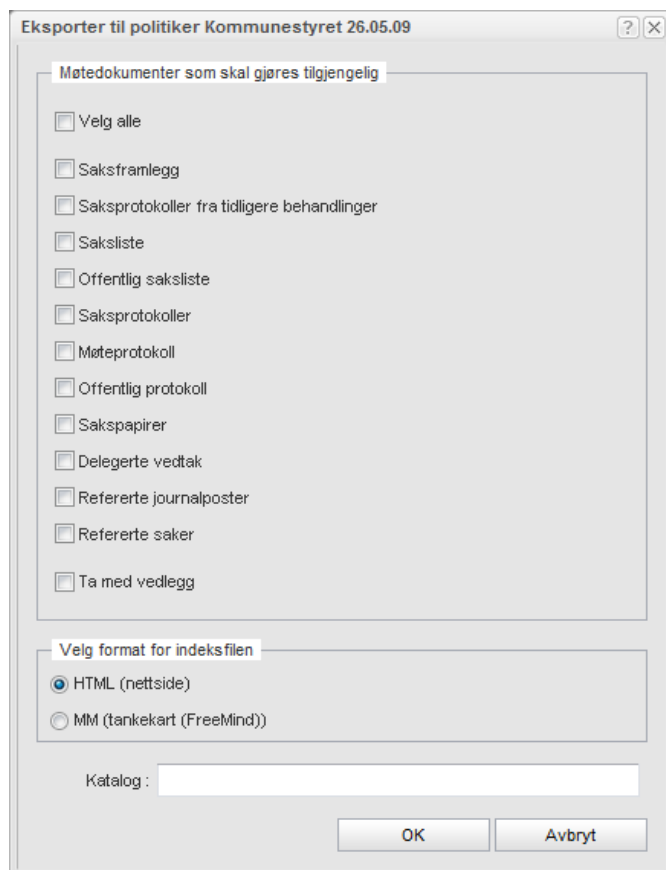 Eksporter til politiker Kommunestyret 26.05.09
Møtedokumenter som skal gjøres tilgjengelig
Velg alle
Saksframlegg
Saksprotokoller fra tidligere behandlinger
Saksliste
Offentlig saksliste
Saksprotokoller
Møteprotokoll
Offentlig protokoll
Sakspapirer
Delegerte vedtak
Refererte journalposter
Refererte saker
Ta med vedlegg
Velg format for indeksfilen
HTML (nettside)
MM (tankekart (FreeMind))
Katalog :
OK Avbryt